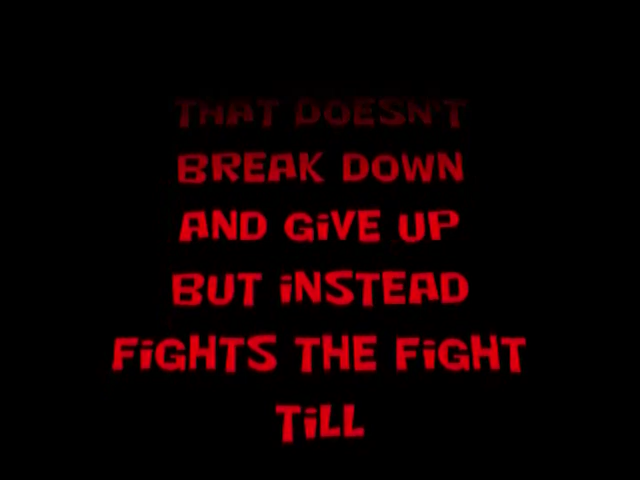 THAT DOESN'T
BREAK DOWN
AND GiVE UP
BUT iNSTEAD
FiGHTS THE FiGHT
TiLL